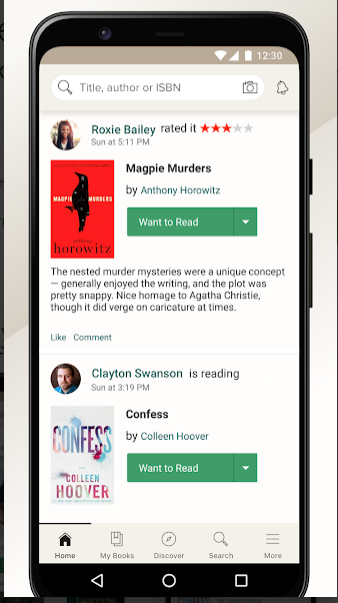 12:30
Title, author or ISBN
Roxie Bailey rated it
Sun at 5:11 PM
MAGPIE MURDERS
anthony
horowitz
Magpie Murders
by Anthony Horowitz
Want to Read
The nested murder mysteries were a unique concept
— generally enjoyed the writing, and the plot was
pretty snappy. Nice homage to Agatha Christie,
though it did verge on caricature at times.
Like Comment
Clayton Swanson is reading
Sun at 3:19 PM
CONFESS
COLLEEN
HOOVER
Confess
by Colleen Hoover
Want to Read
Home My Books Discover Search More